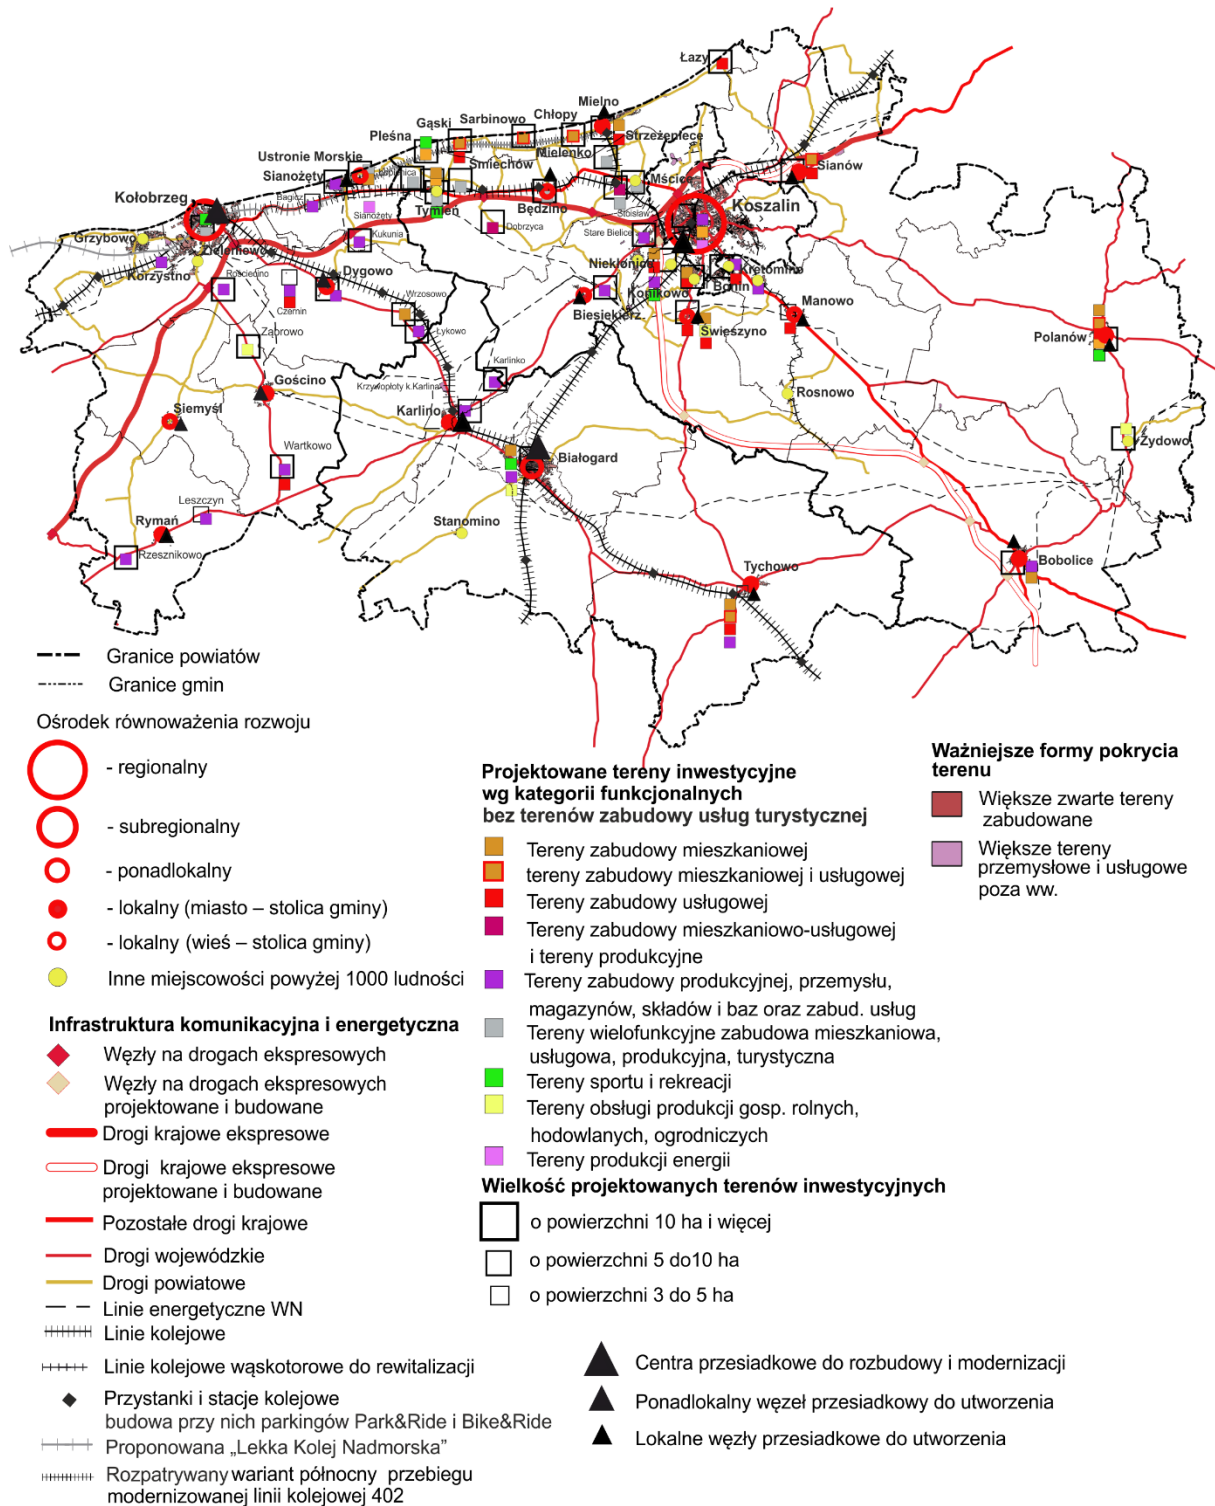 Łazy
Mielno
Chłopy
Sarbinowo
Gąski
Strzeżenice
Pleśna
Mielenko
Ustronie Morskie
Śmiechów
Sianów
Sianożęty
Łopienica
Mścice
Kołobrzeg
Bagicz
Tymień
Będzino
Sianożęty
Stoisław
Koszalin
Dobrzyca
Stare Bielice
Grzybowo
Kukunia
Zieleniowo
Niekłonice
Kretomino
Korzystno
Rościęcino
Dygowo
Konikowo
Bonin
Wrzosowo
Manowo
Czernin
Biesiekierz
Łykowo
Świeszyno
Ząbrowo
Polanów
Karlinko
Gościno
Krzywopłoty k.Karlina
Rosnowo
Siemyśl
Karlino
Wartkowo
Żydowo
Białogard
Leszczyn
Rymań
Stanomino
Rzesznikowo
Tychowo
Bobolice
Granice powiatów
Granice gmin
Ośrodek równoważenia rozwoju
- regionalny
- subregionalny
- ponadlokalny
- lokalny (miasto – stolica gminy)
- lokalny (wieś – stolica gminy)
Inne miejscowości powyżej 1000 ludności
Infrastruktura komunikacyjna i energetyczna
Węzły na drogach ekspresowych
Węzły na drogach ekspresowych
projektowane i budowane
Drogi krajowe ekspresowe
Drogi krajowe ekspresowe
projektowane i budowane
Pozostałe drogi krajowe
Drogi wojewódzkie
Drogi powiatowe
Linie energetyczne WN
Linie kolejowe
Linie kolejowe wąskotorowe do rewitalizacji
Przystanki i stacje kolejowe
budowa przy nich parkingów Park&Ride i Bike&Ride
Proponowana „Lekka Kolej Nadmorska”
Rozpatrywany wariant północny przebiegu
modernizowanej linii kolejowej 402
Projektowane tereny inwestycyjne
wg kategorii funkcjonalnych
bez terenów zabudowy usług turystycznej
Tereny zabudowy mieszkaniowej
tereny zabudowy mieszkaniowej i usługowej
Tereny zabudowy usługowej
Tereny zabudowy mieszkaniowo-usługowej
i tereny produkcyjne
Tereny zabudowy produkcyjnej, przemysłu,
magazynów, składów i baz oraz zabud. usług
Tereny wielofunkcyjne zabudowa mieszkaniowa,
usługowa, produkcyjna, turystyczna
Tereny sportu i rekreacji
Tereny obsługi produkcji gosp. rolnych,
hodowlanych, ogrodniczych
Tereny produkcji energii
Wielkość projektowanych terenów inwestycyjnych
o powierzchni 10 ha i więcej
o powierzchni 5 do10 ha
o powierzchni 3 do 5 ha
Centra przesiadkowe do rozbudowy i modernizacji
Ponadlokalny węzeł przesiadkowy do utworzenia
Lokalne węzły przesiadkowe do utworzenia
Ważniejsze formy pokrycia
terenu
Większe zwarte tereny
zabudowane
Większe tereny
przemysłowe i usługowe
poza ww.